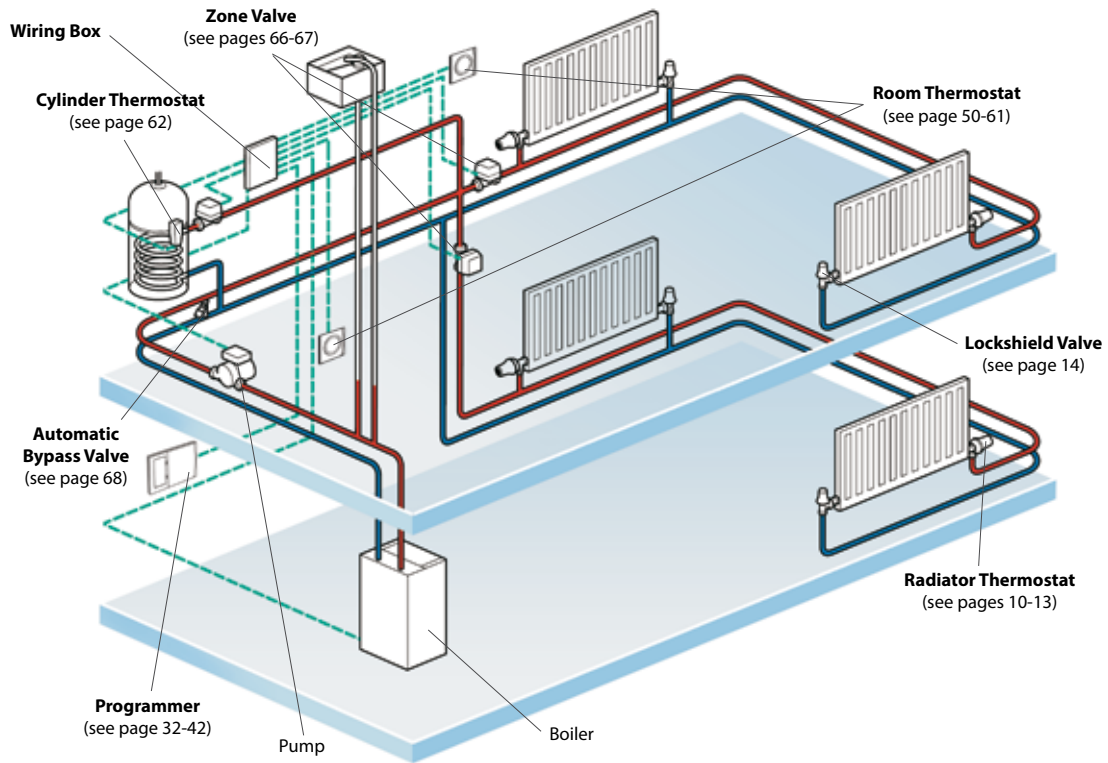 Zone Valve
(see pages 66-67)
Wiring Box
Cylinder Thermostat
(see page 62)
Room Thermostat
(see page 50-61)
Lockshield Valve
(see page 14)
Automatic
Bypass Valve
(see page 68)
Radiator Thermostat
(see pages 10-13)
Programmer
(see page 32-42)
Pump
Boiler